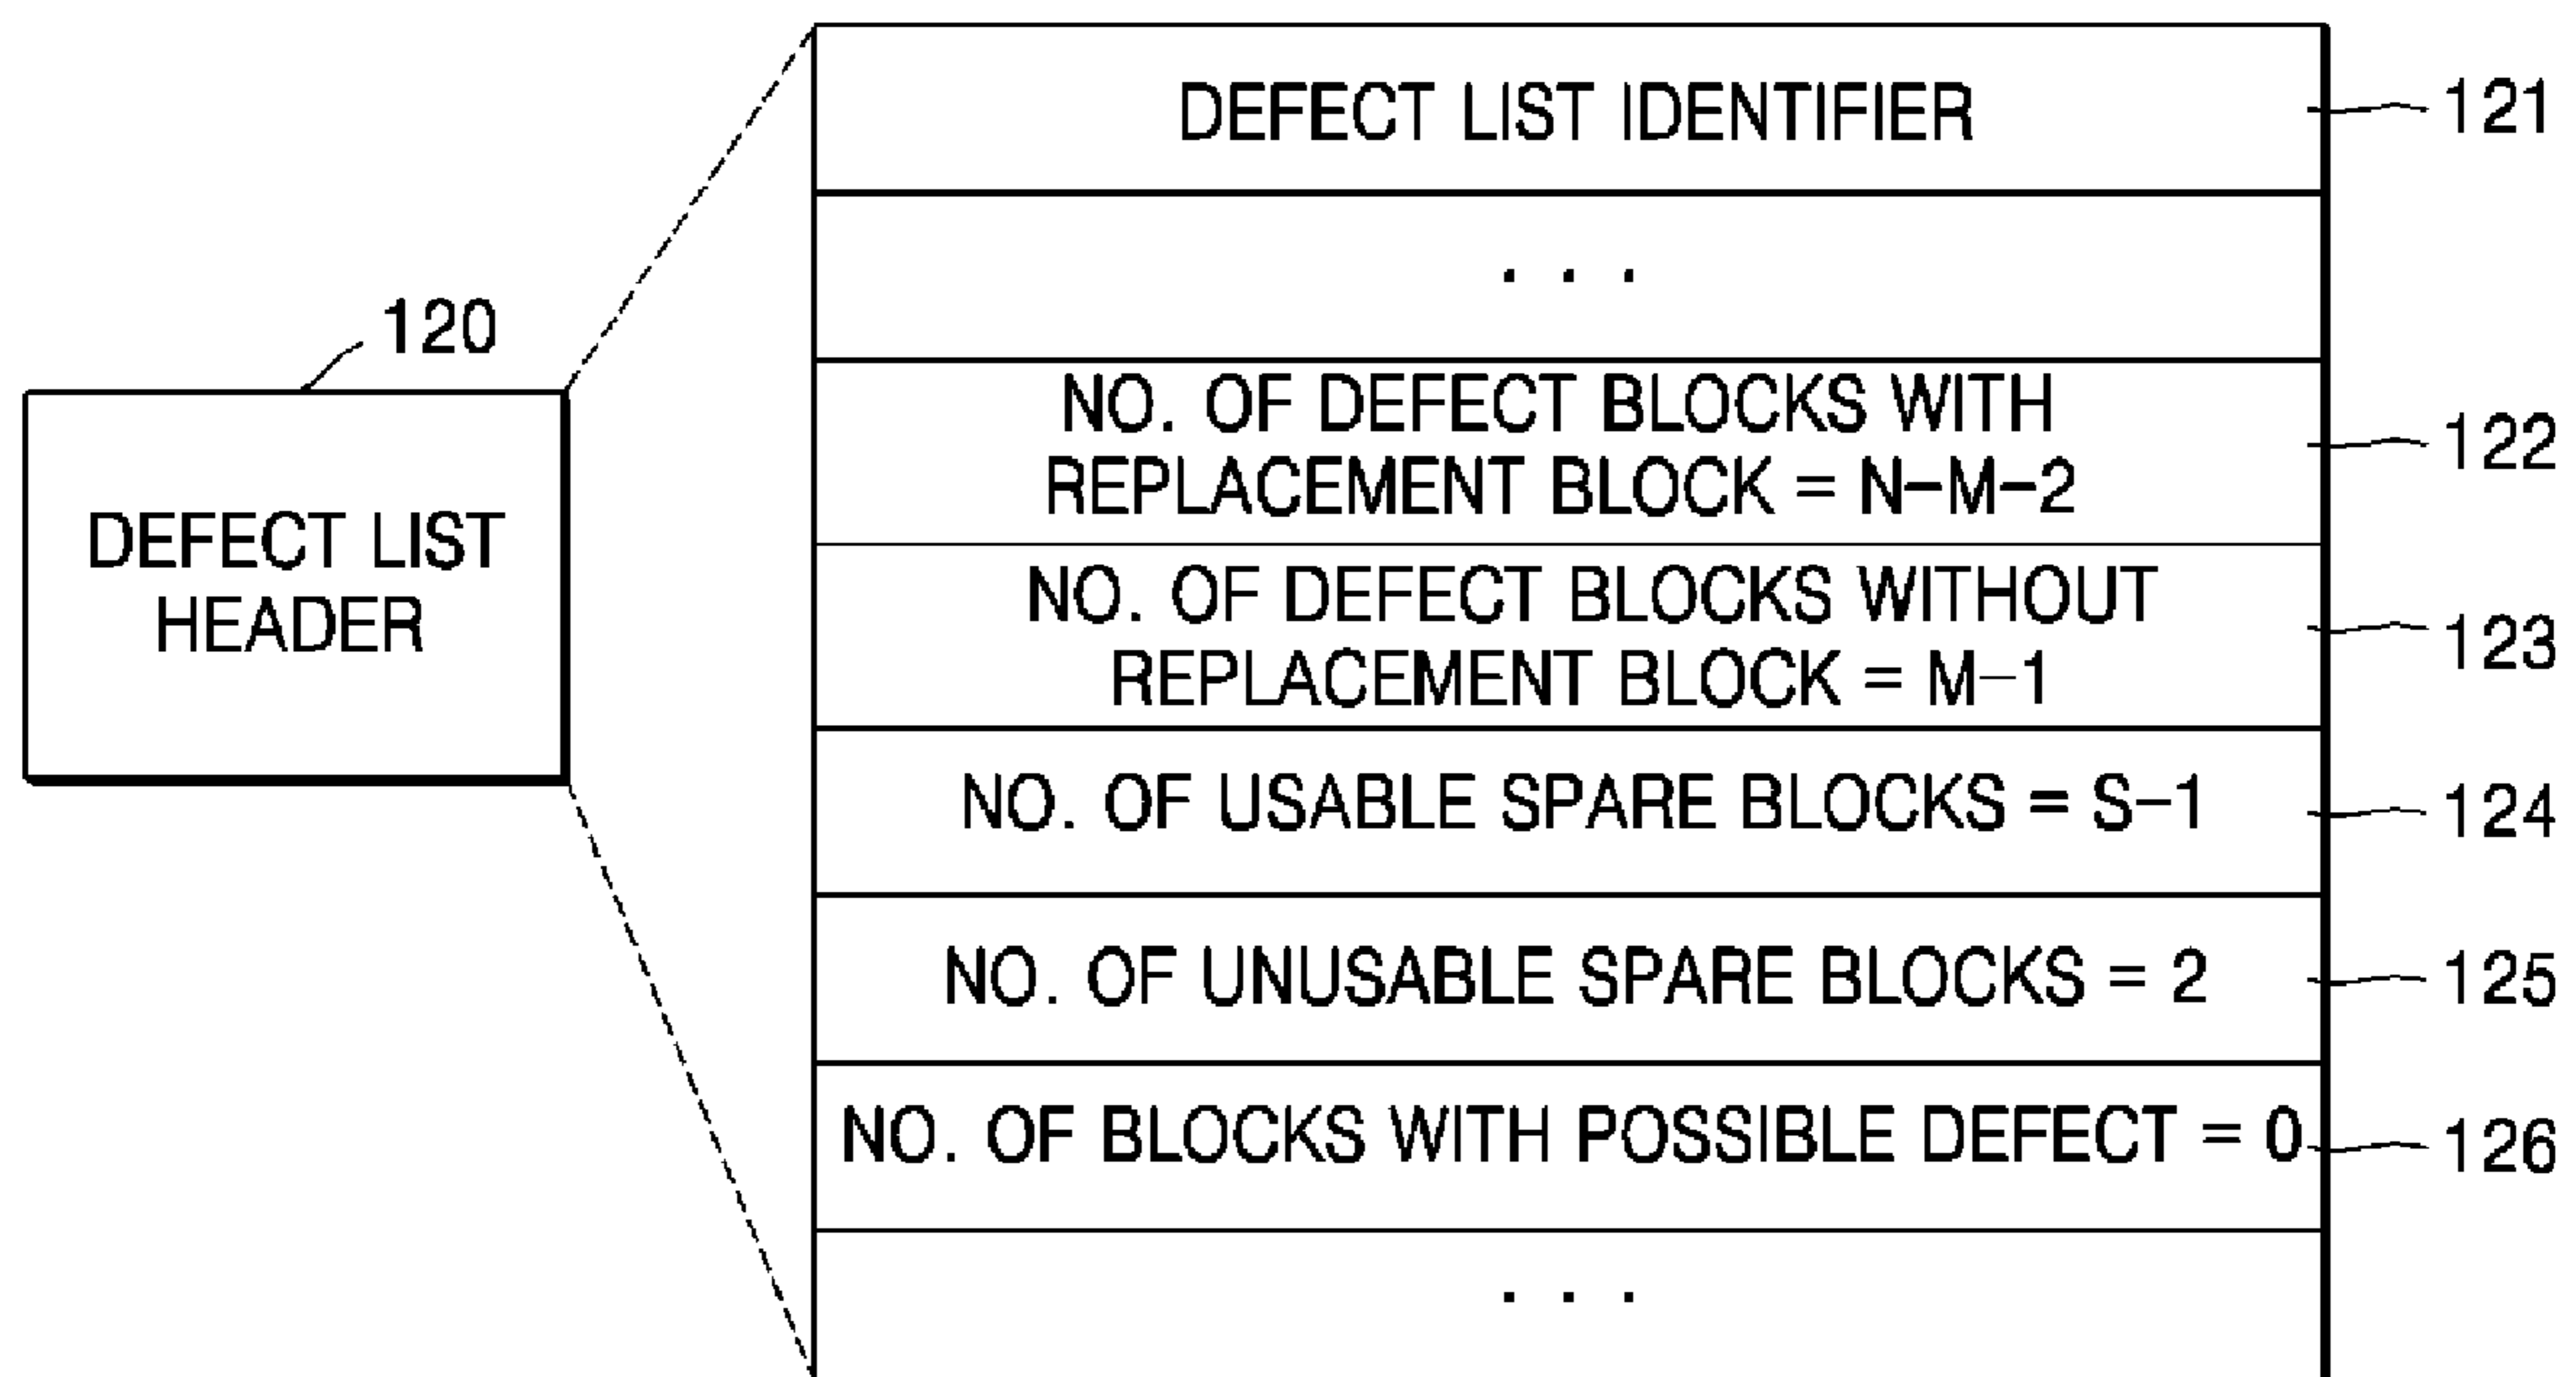 120
DEFECT LIST
HEADER
DEFECT LIST IDENTIFIER
121
. . .
NO. OF DEFECT BLOCKS WITH
REPLACEMENT BLOCK = N-M-2
122
NO. OF DEFECT BLOCKS WITHOUT
REPLACEMENT BLOCK = M-1
123
NO. OF USABLE SPARE BLOCKS = S-1
124
NO. OF UNUSABLE SPARE BLOCKS = 2
125
NO. OF BLOCKS WITH POSSIBLE DEFECT = 0
126
. . .